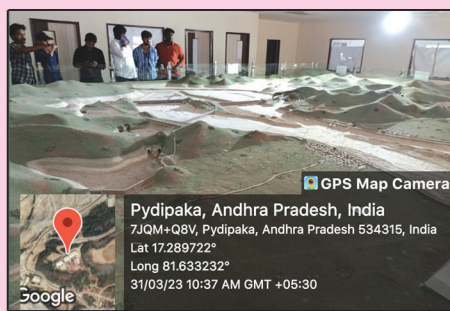 GPS Map Camera
Pydipaka, Andhra Pradesh, India
7JQM+Q8V, Pydipaka, Andhra Pradesh 534315, India
Lat 17.289722°
Long 81.633232°
31/03/23 10:37 AM GMT +05:30
Google